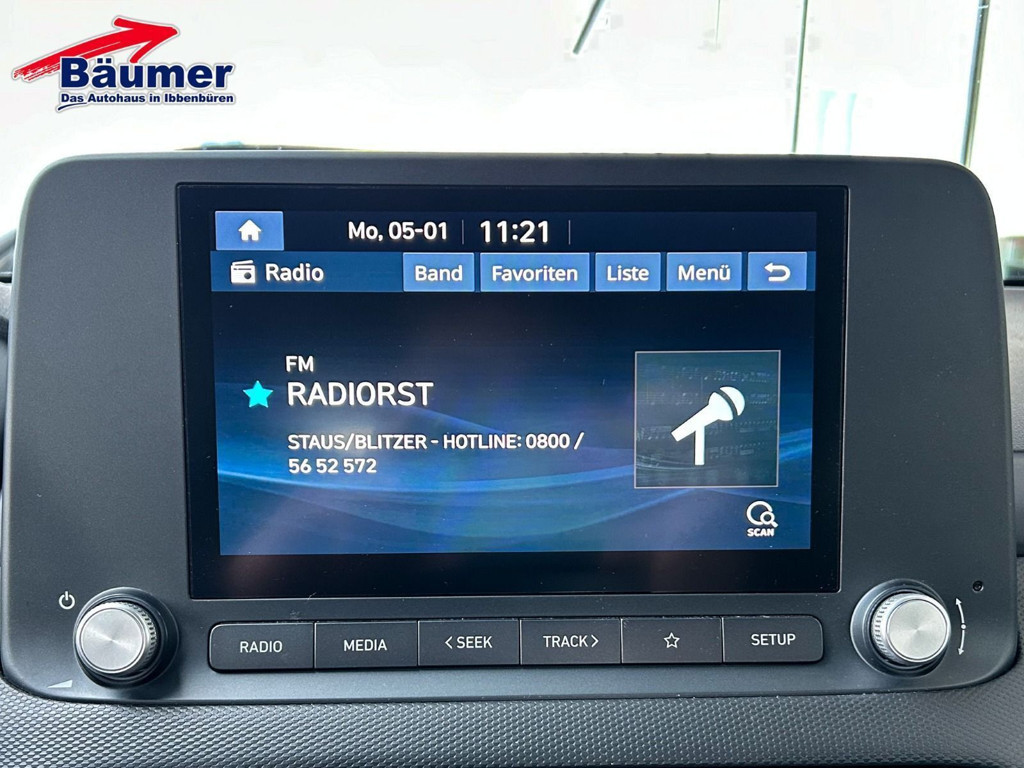 Bäumer
Das Autohaus in Ibbenbüren
Mo, 05-01 11:21
Radio Band Favoriten Liste Menü
FM
RADIORST
STAUS/BLITZER - HOTLINE: 0800 /
56 52 572
SCAN
RADIO MEDIA < SEEK TRACK > SETUP